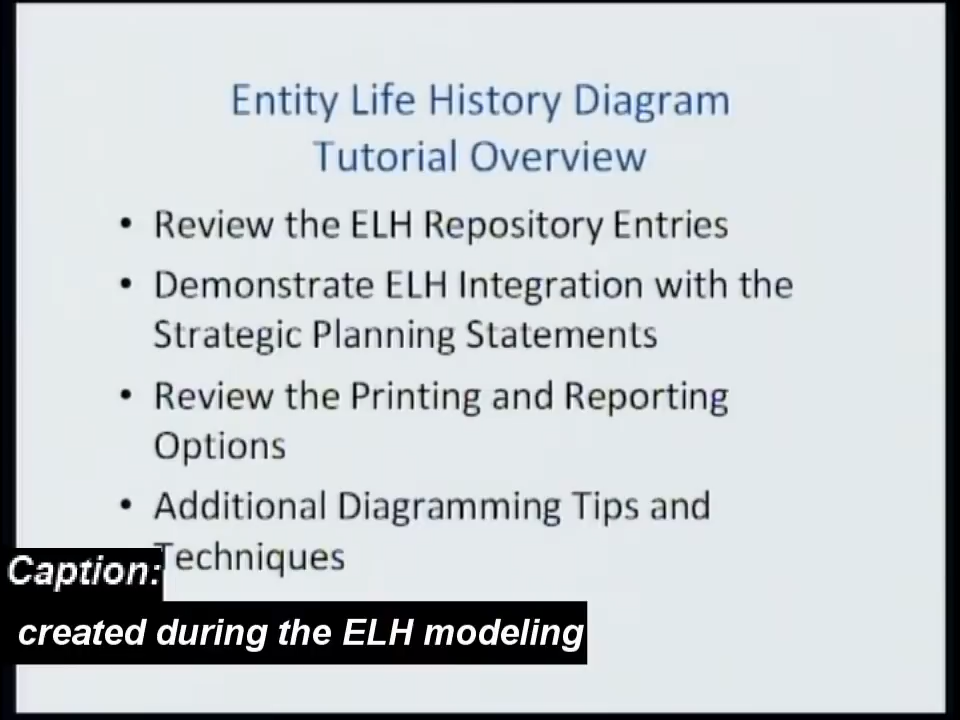 Entity Life History Diagram
Tutorial Overview
• Review the ELH Repository Entries
• Demonstrate ELH Integration with the
Strategic Planning Statements
• Review the Printing and Reporting
Options
• Additional Diagramming Tips and
Techniques
Caption:
created during the ELH modeling